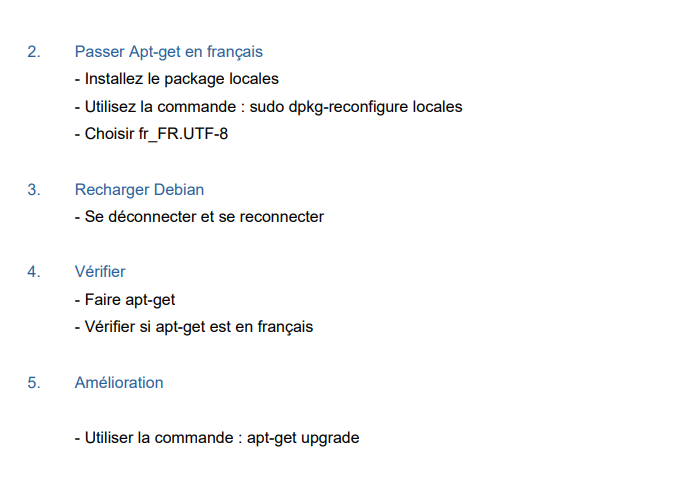 2. Passer Apt-get en français
- Installez le package locales
- Utilisez la commande : sudo dpkg-reconfigure locales
- Choisir fr_FR.UTF-8
3. Recharger Debian
- Se déconnecter et se reconnecter
4. Vérifier
- Faire apt-get
- Vérifier si apt-get est en français
5. Amélioration
- Utiliser la commande : apt-get upgrade